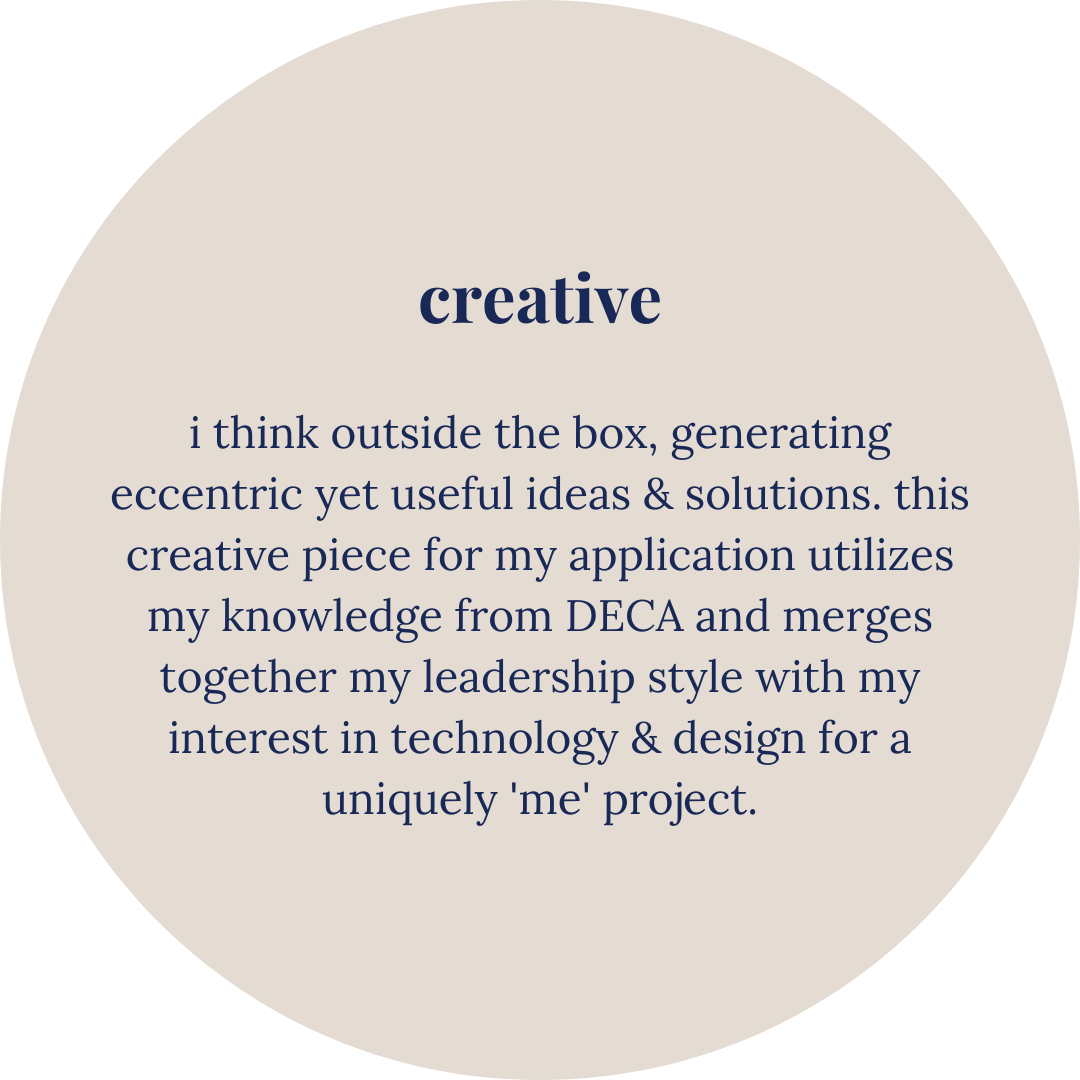 creative
i think outside the box, generating
eccentric yet useful ideas & solutions. this
creative piece for my application utilizes
my knowledge from DECA and merges
together my leadership style with my
interest in technology & design for a
uniquely 'me' project.